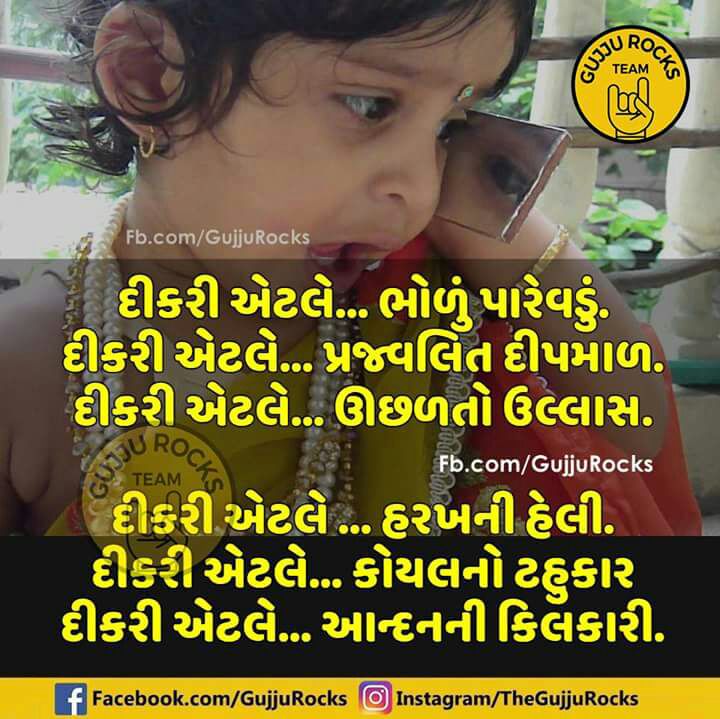 GUJJU ROCKS
TEAM
Fb.com/GujjuRocks
દીકરી એટલે... ભોળું પારેવડું.
દીકરી એટલે... પ્રજ્વલિત દીપમાળ.
દીકરી એટલે... ઊછળતો ઉલ્લાસ.
Fb.com/GujjuRocks
GUJJU ROCKS
TEAM
દીકરી એટલે ... હરખની હેલી.
દીકરી એટલે... કોયલનો ટહુકાર
દીકરી એટલે... આન્દનની કિલકારી.
Facebook.com/GujjuRocks Instagram/TheGujjuRocks